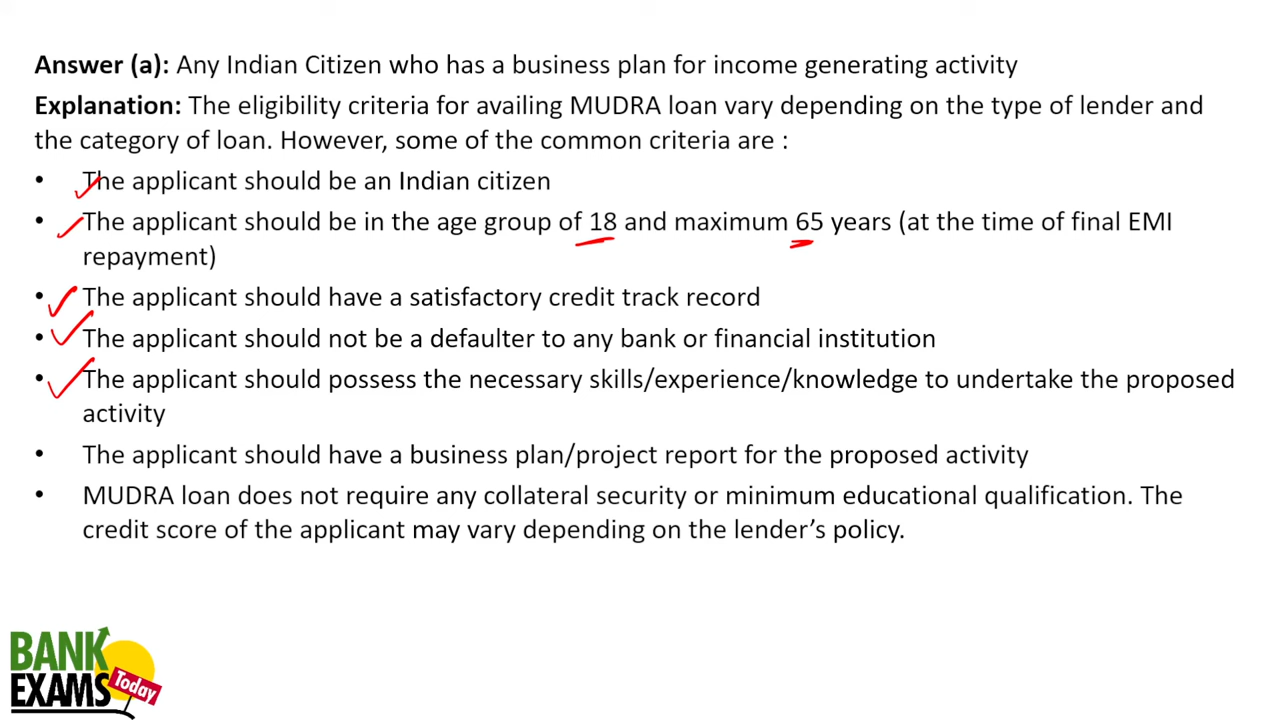 Answer (a): Any Indian Citizen who has a business plan for income generating activity
Explanation: The eligibility criteria for availing MUDRA loan vary depending on the type of lender and
the category of loan. However, some of the common criteria are :
• The applicant should be an Indian citizen
• The applicant should be in the age group of 18 and maximum 65 years (at the time of final EMI
repayment)
• The applicant should have a satisfactory credit track record
• The applicant should not be a defaulter to any bank or financial institution
• The applicant should possess the necessary skills/experience/knowledge to undertake the proposed
activity
• The applicant should have a business plan/project report for the proposed activity
• MUDRA loan does not require any collateral security or minimum educational qualification. The
credit score of the applicant may vary depending on the lender’s policy.
BANK
EXAMS Today